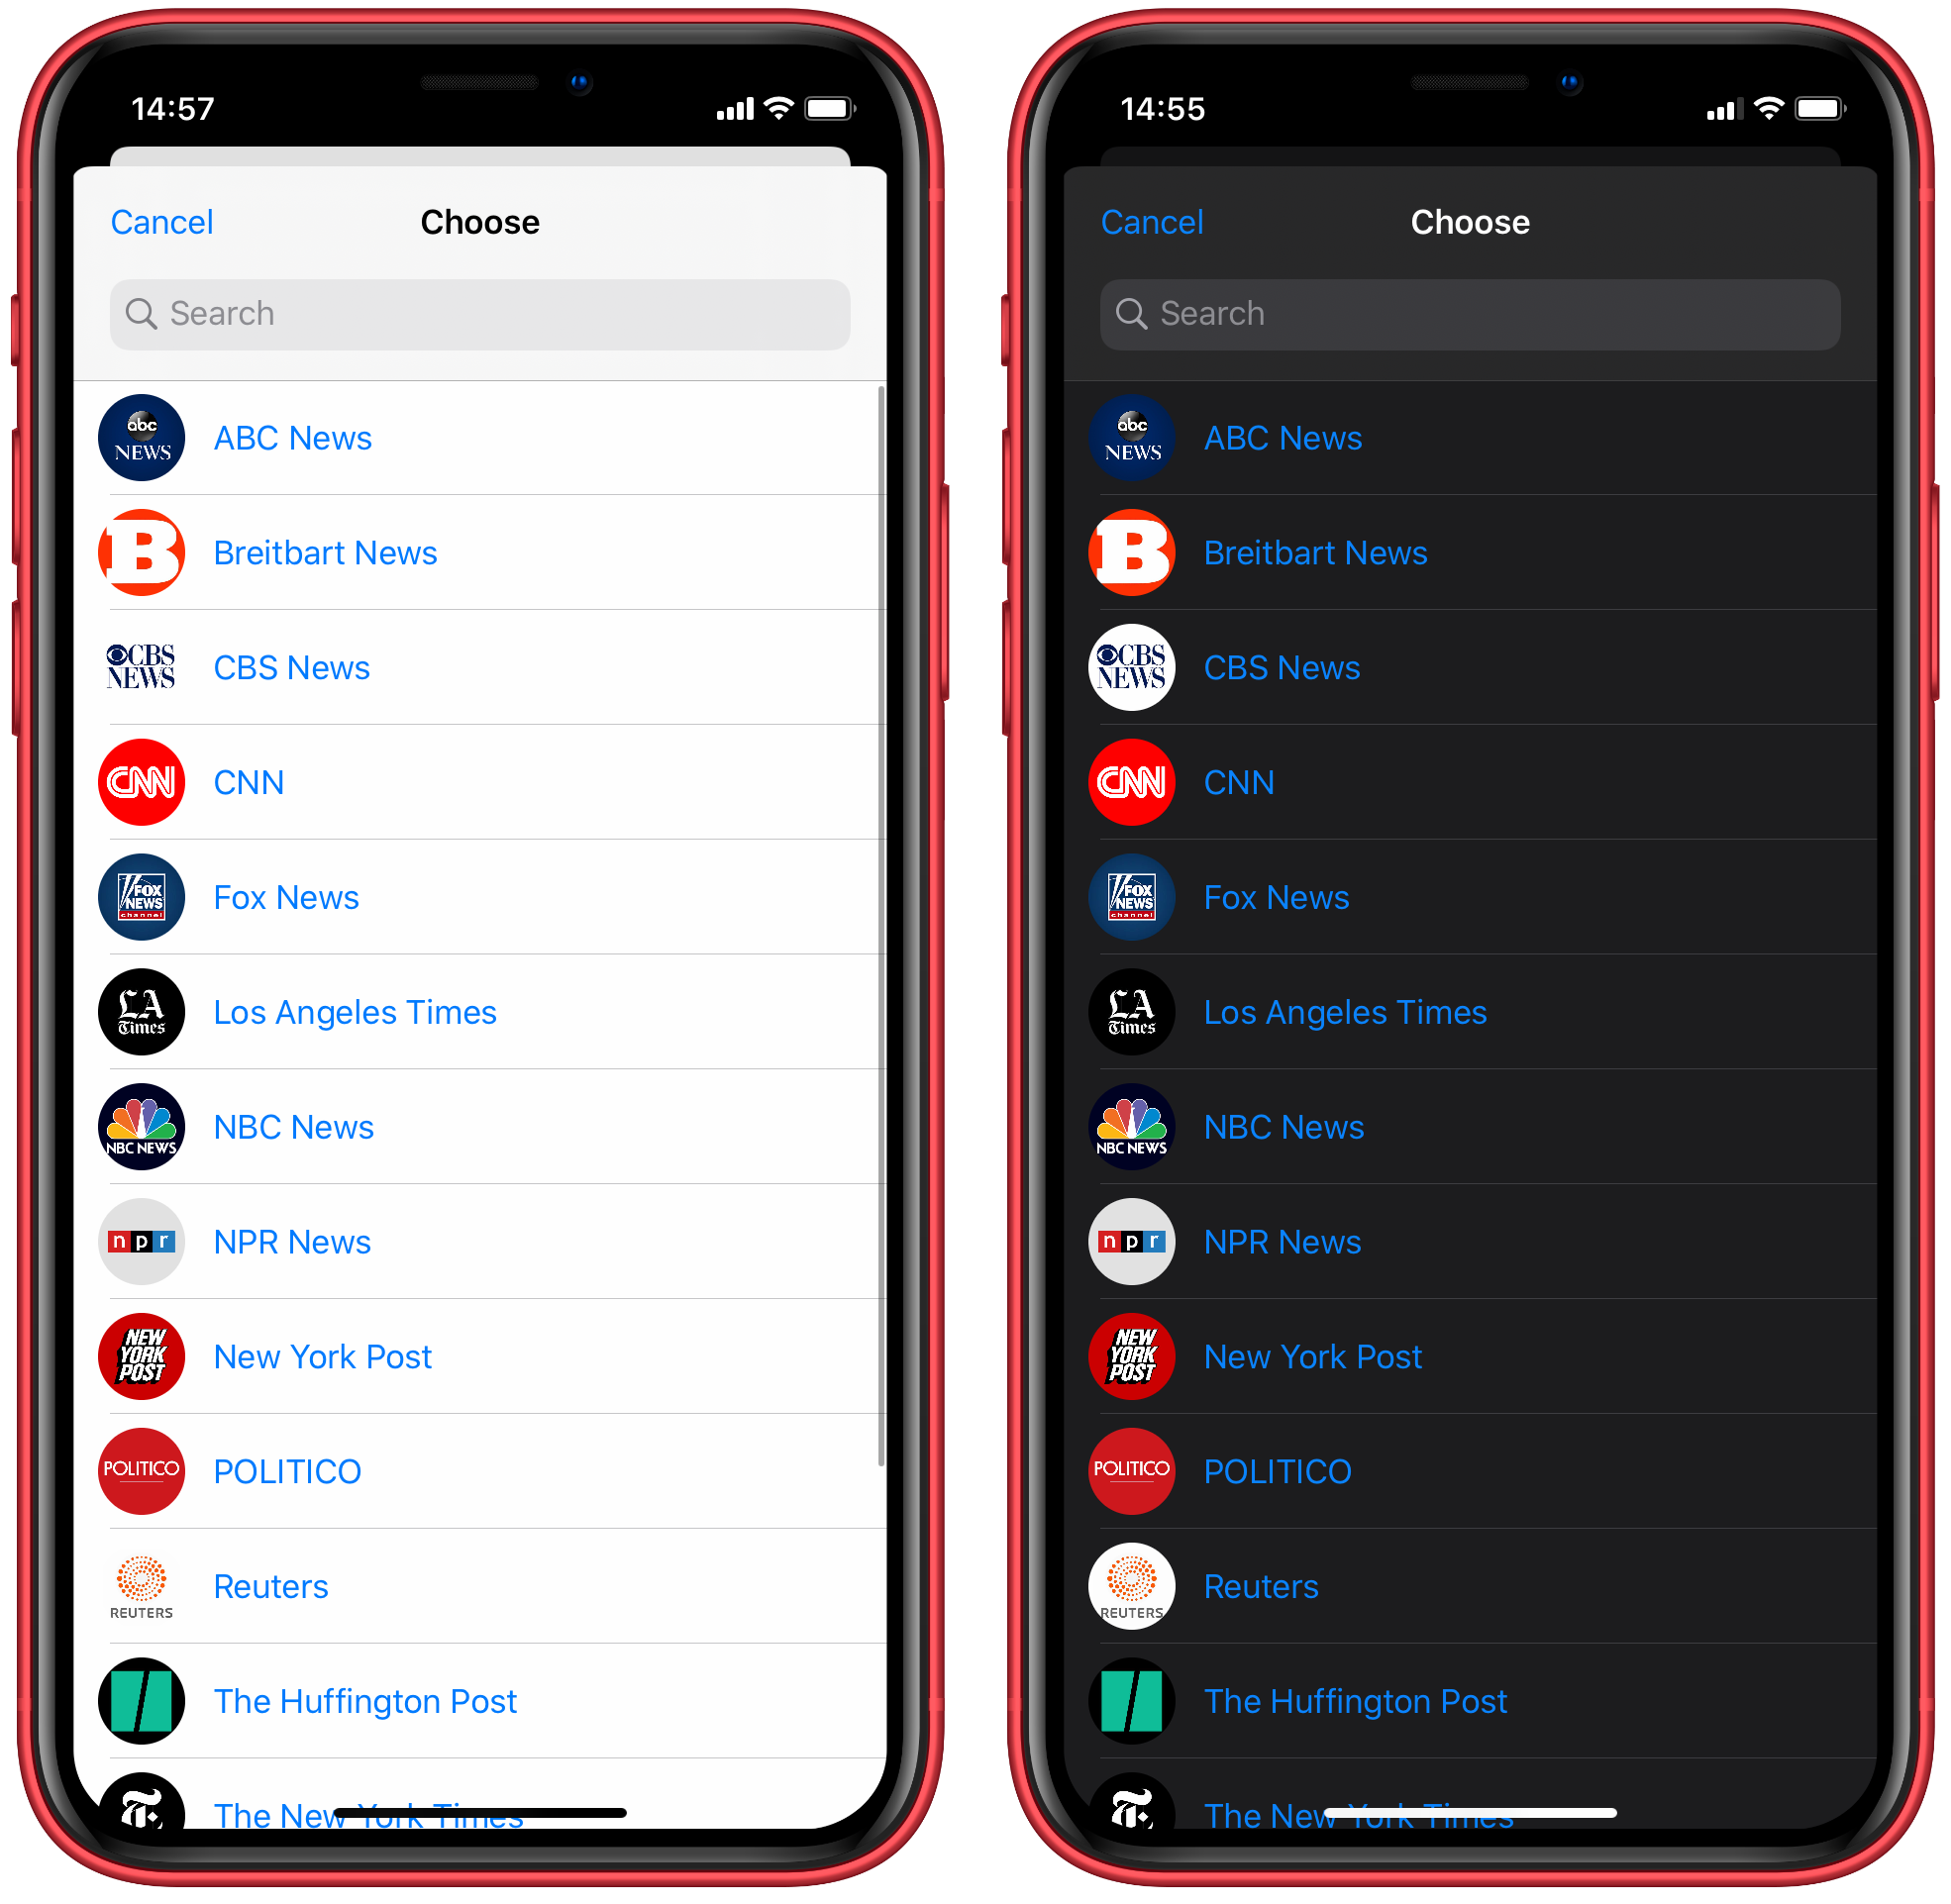 14:57
Cancel
Choose
Search
abc
NEWS
ABC News
B
Breitbart News
CBS
NEWS
CBS News
CNN
CNN
FOX
NEWS
channel
Fox News
LA
Times
Los Angeles Times
NBC NEWS
NBC News
npr
NPR News
NEW
YORK
POST
New York Post
POLITICO
POLITICO
REUTERS
Reuters
The Huffington Post
T
The New York Times
14:55
Cancel
Choose
Search
abc
NEWS
ABC News
B
Breitbart News
CBS
NEWS
CBS News
CNN
CNN
FOX
NEWS
channel
Fox News
LA
Times
Los Angeles Times
NBC NEWS
NBC News
npr
NPR News
NEW
YORK
POST
New York Post
POLITICO
POLITICO
REUTERS
Reuters
The Huffington Post
T
The New York Times